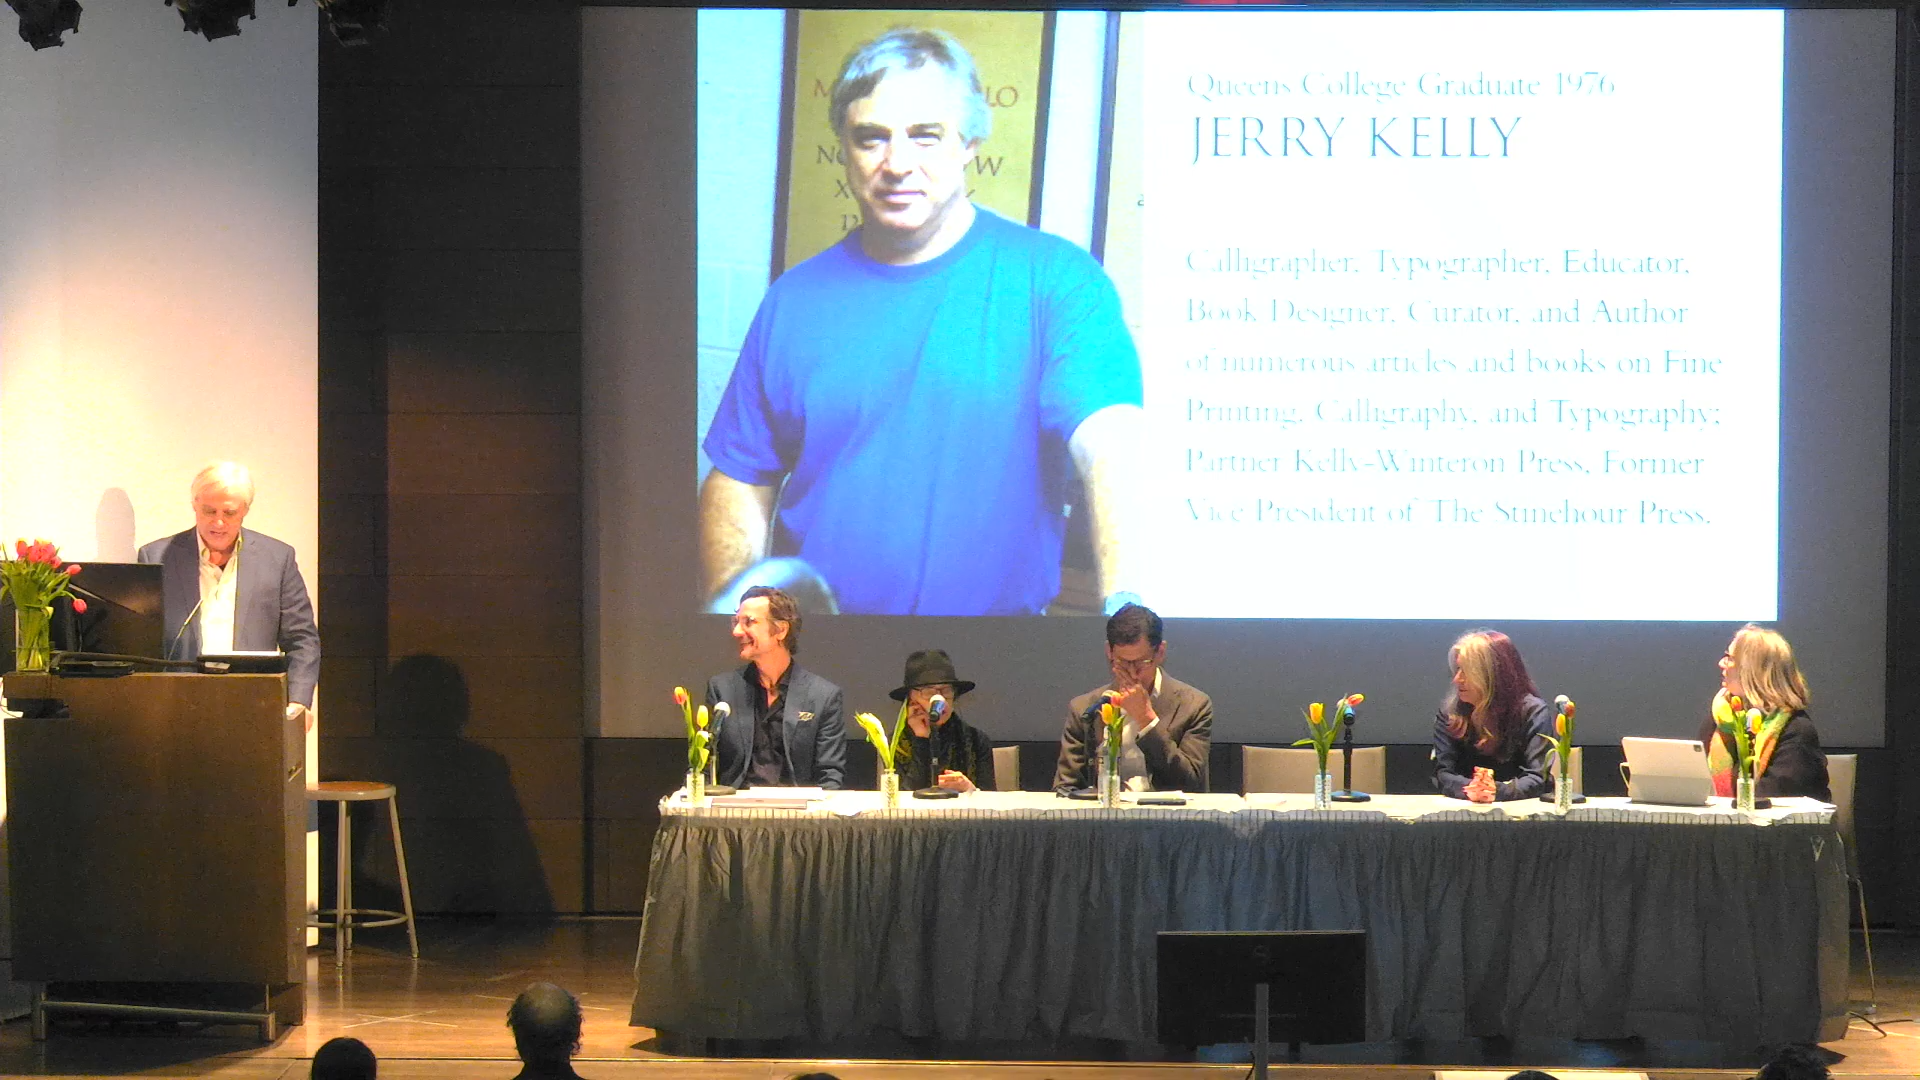 Queens College Graduate 1976
JERRY KELLY
Calligrapher, Typographer, Educator,
Book Designer, Curator, and Author
of numerous articles and books on Fine
Printing, Calligraphy, and Typography;
Partner Kelly-Winteron Press, Former
Vice President of The Stinehour Press.